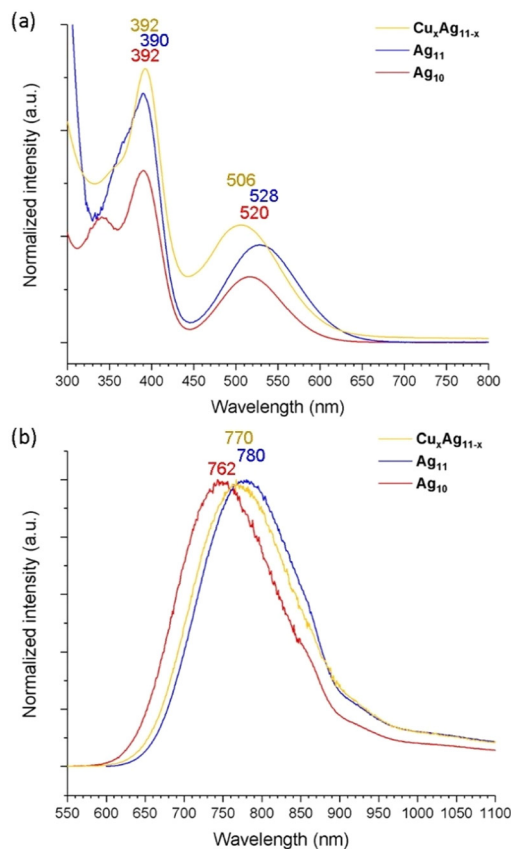 (a)
392
390
392
CuxAg11-x
Ag11
Ag10
506
528
520
Normalized intensity (a.u.)
300 350 400 450 500 550 600 650 700 750 800
Wavelength (nm)
(b)
770
780
762
CuxAg11-x
Ag11
Ag10
Normalized intensity (a.u.)
550 600 650 700 750 800 850 900 950 1000 1050 1100
Wavelength (nm)